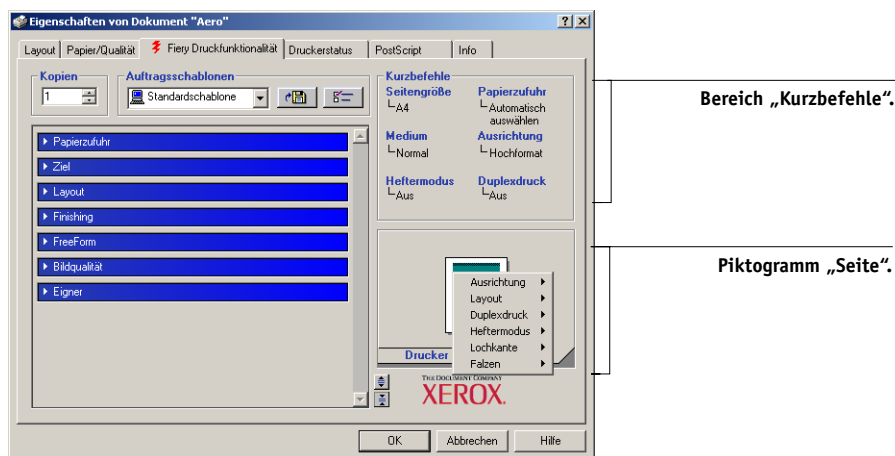 Eigenschaften von Dokument "Aero"
Layout
Papier/Qualität
Fiery Druckfunktionalität
Druckerstatus
PostScript
Info
Kopien
1
Auftragsschablonen
Standardschablone
Papierzufuhr
Ziel
Layout
Finishing
FreeForm
Bildqualität
Eigner
Kurzbefehle
Seitengröße
A4
Papierzufuhr
Automatisch
auswählen
Medium
Normal
Ausrichtung
Hochformat
Heftermodus
Aus
Duplexdruck
Aus
Ausrichtung
Layout
Duplexdruck
Heftermodus
Lochkante
Falzen
Drucker
THE DOCUMENT COMPANY
XEROX.
OK
Abbrechen
Hilfe
Bereich „Kurzbefehle“.
Piktogramm „Seite“.